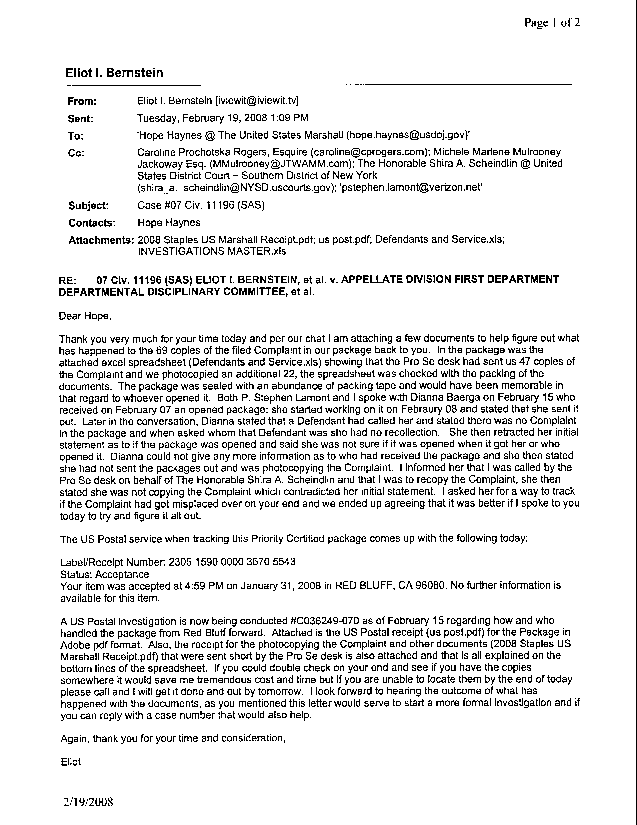 Page 1 of 2
Eliot I. Bernstein
From: Eliot I. Bernstein [iviewit@iviewit.tv]
Sent: Tuesday, February 19, 2008 1:09 PM
To: 'Hope Haynes @ The United States Marshall (hope.haynes@usdoj.gov)'
Cc: Caroline Prochotska Rogers, Esquire (caroline@cprogers.com); Michele Marlene Mulrooney
Jackoway Esq. (MMulrooney@JTWAMM.com); The Honorable Shira A. Scheindlin @ United
States District Court – Southern District of New York
(shira_a._scheindlin@NYSD.uscourts.gov); 'pstephen.lamont@verizon.net'
Subject: Case #07 Civ. 11196 (SAS)
Contacts: Hope Haynes
Attachments: 2008 Staples US Marshall Receipt.pdf; us post.pdf; Defendants and Service.xls;
INVESTIGATIONS MASTER.xls
RE: 07 Civ. 11196 (SAS) ELIOT I. BERNSTEIN, et al. v. APPELLATE DIVISION FIRST DEPARTMENT
DEPARTMENTAL DISCIPLINARY COMMITTEE, et al.
Dear Hope,
Thank you very much for your time today and per our chat I am attaching a few documents to help figure out what
has happened to the 69 copies of the filed Complaint in our package back to you. In the package was the
attached excel spreadsheet (Defendants and Service.xls) showing that the Pro Se desk had sent us 47 copies of
the Complaint and we photocopied an additional 22, the spreadsheet was checked with the packing of the
documents. The package was sealed with an abundance of packing tape and would have been memorable in
that regard to whoever opened it. Both P. Stephen Lamont and I spoke with Dianna Baerga on February 15 who
received on February 07 an opened package; she started working on it on Febraury 08 and stated that she sent it
out. Later in the conversation, Dianna stated that a Defendant had called her and stated there was no Complaint
in the package and when asked whom that Defendant was she had no recollection. She then retracted her initial
statement as to if the package was opened and said she was not sure if it was opened when it got her or who
opened it. Dianna could not give any more information as to who had received the package and she then stated
she had not sent the packages out and was photocopying the Complaint. I informed her that I was called by the
Pro Se desk on behalf of The Honorable Shira A. Scheindlin and that I was to recopy the Complaint, she then
stated she was not copying the Complaint which contradicted her initial statement. I asked her for a way to track
if the Complaint had got misplaced over on your end and we ended up agreeing that it was better if I spoke to you
today to try and figure it all out.
The US Postal service when tracking this Priority Certified package comes up with the following today:
Label/Receipt Number: 2305 1590 0000 3670 5543
Status: Acceptance
Your item was accepted at 4:59 PM on January 31, 2008 in RED BLUFF, CA 96080. No further information is
available for this item.
A US Postal Investigation is now being conducted #C036249-070 as of February 15 regarding how and who
handled the package from Red Bluff forward. Attached is the US Postal receipt (us post.pdf) for the Package in
Adobe pdf format. Also, the receipt for the photocopying the Complaint and other documents (2008 Staples US
Marshall Receipt.pdf) that were sent short by the Pro Se desk is also attached and that is all explained on the
bottom lines of the spreadsheet. If you could double check on your end and see if you have the copies
somewhere it would save me tremendous cost and time but if you are unable to locate them by the end of today
please call and I will get it done and out by tomorrow. I look forward to hearing the outcome of what has
happened with the documents, as you mentioned this letter would serve to start a more formal investigation and if
you can reply with a case number that would also help.
Again, thank you for your time and consideration,
Eliot
2/19/2008